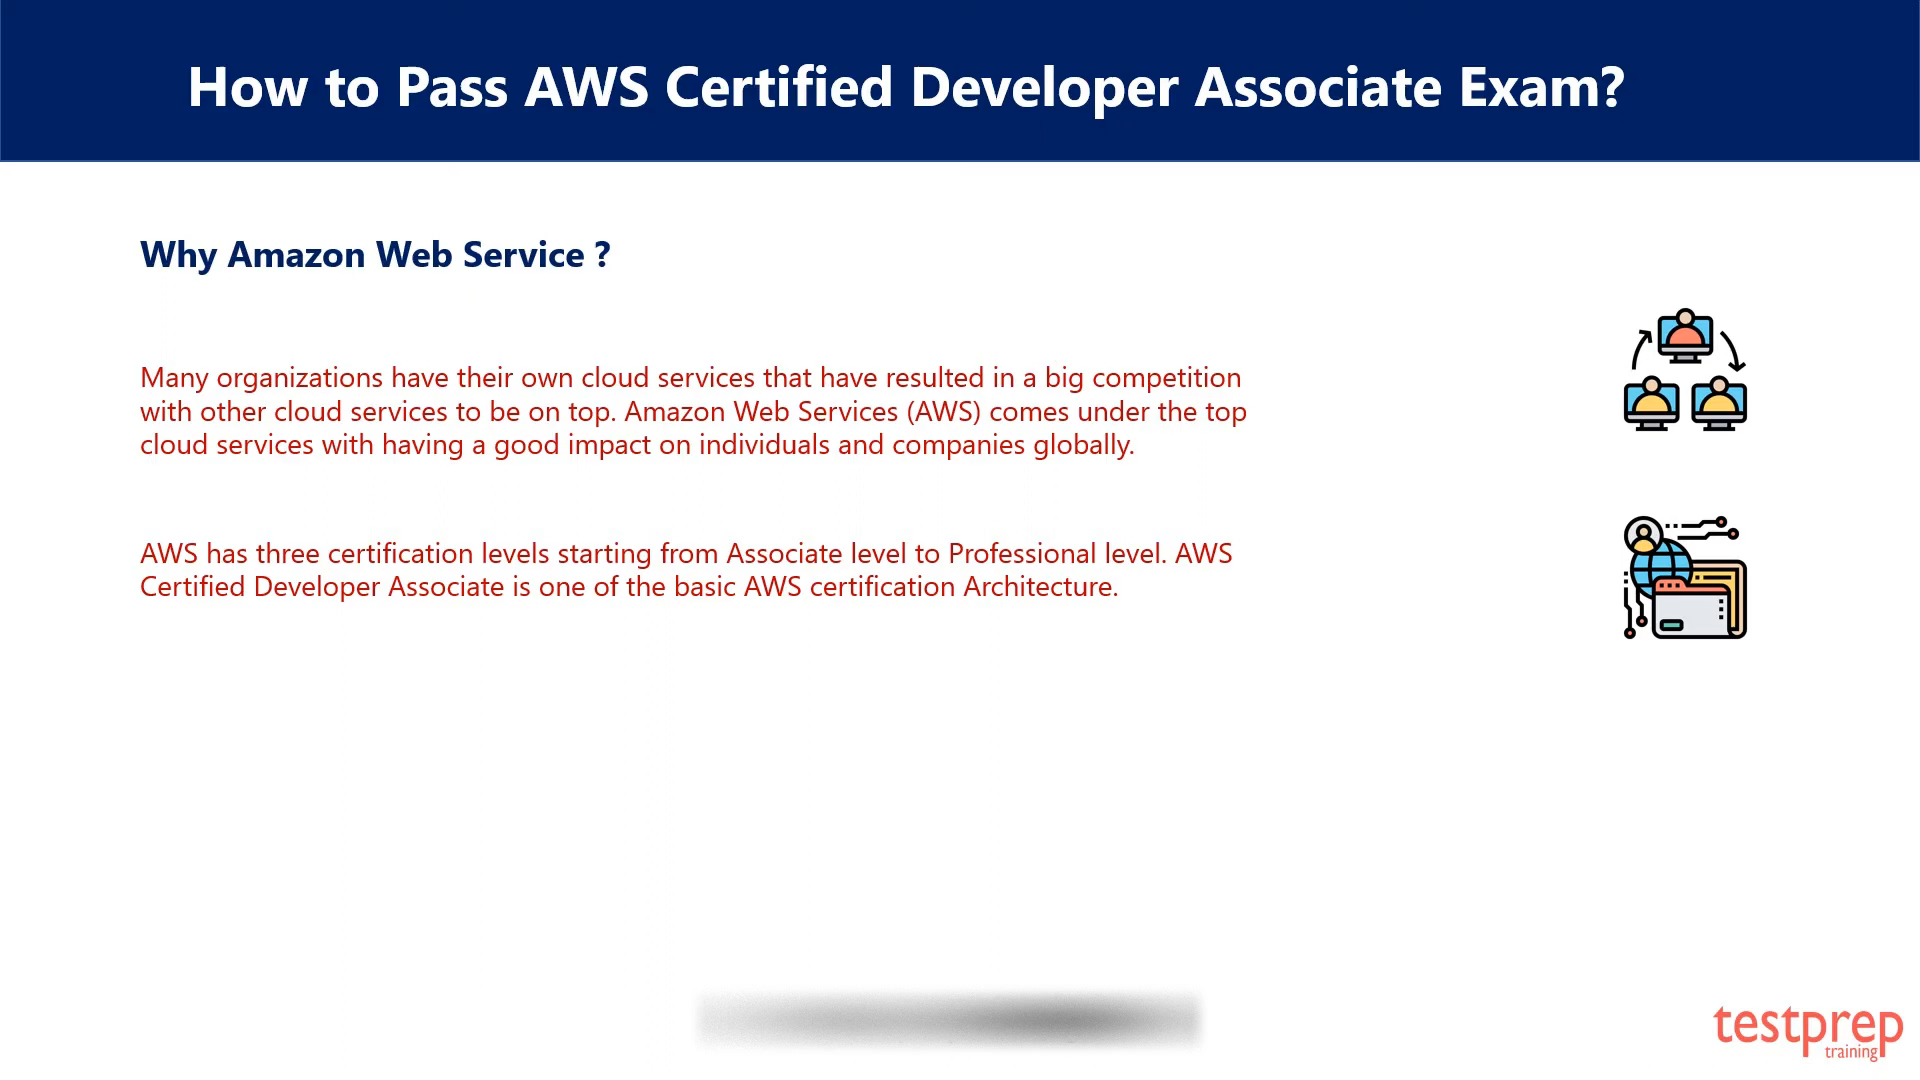 How to Pass AWS Certified Developer Associate Exam?
Why Amazon Web Service ?
Many organizations have their own cloud services that have resulted in a big competition
with other cloud services to be on top. Amazon Web Services (AWS) comes under the top
cloud services with having a good impact on individuals and companies globally.
AWS has three certification levels starting from Associate level to Professional level. AWS
Certified Developer Associate is one of the basic AWS certification Architecture.
testprep
training